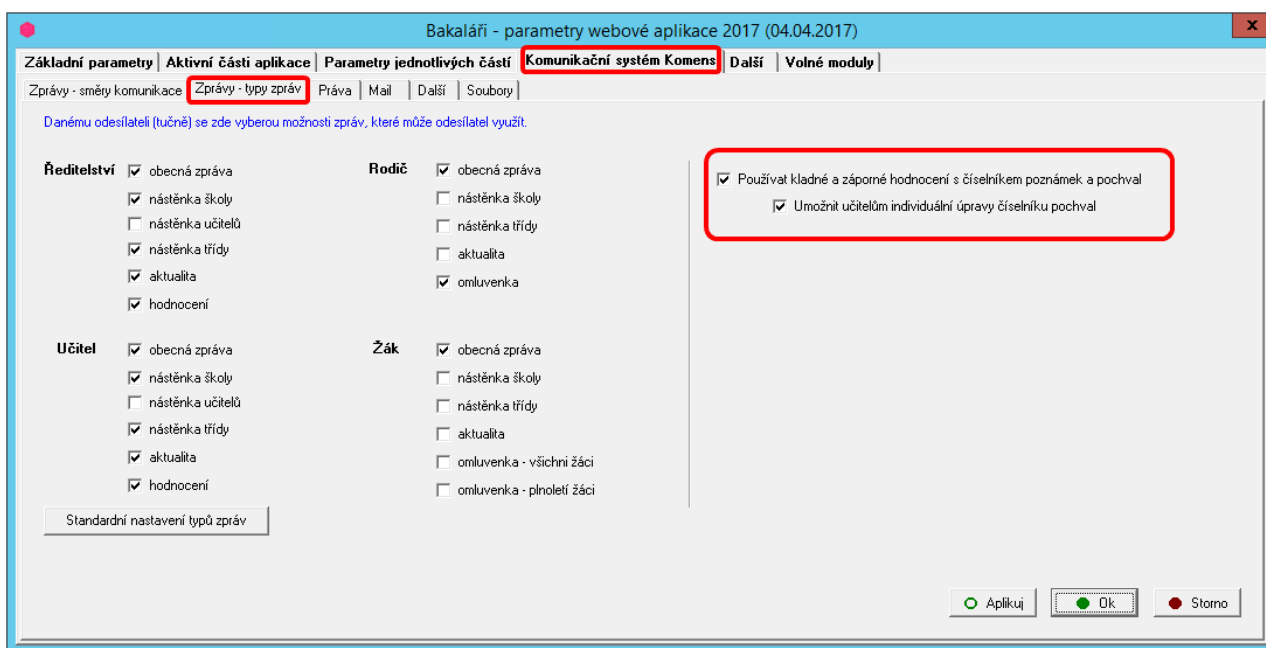 Bakaláři - parametry webové aplikace 2017 (04.04.2017)
x
Základní parametry Aktivní části aplikace Parametry jednotlivých částí Komunikační systém Komens Další Volné moduly
Zprávy - směry komunikace Zprávy - typy zpráv Práva Mail Další Soubory
Danému odesílateli (tučně) se zde vyberou možnosti zpráv, které může odesílatel využít.
Ředitelství
obecná zpráva
nástěnka školy
nástěnka učitelů
nástěnka třídy
aktualita
hodnocení
Rodič
obecná zpráva
nástěnka školy
nástěnka třídy
aktualita
omluvenka
Používat kladné a záporné hodnocení s číselníkem poznámek a pochval
Umožnit učitelům individuální úpravy číselníku pochval
Učitel
obecná zpráva
nástěnka školy
nástěnka učitelů
nástěnka třídy
aktualita
hodnocení
Žák
obecná zpráva
nástěnka školy
nástěnka třídy
aktualita
omluvenka - všichni žáci
omluvenka - plnoletí žáci
Standardní nastavení typů zpráv
Aplikuj Ok Storno